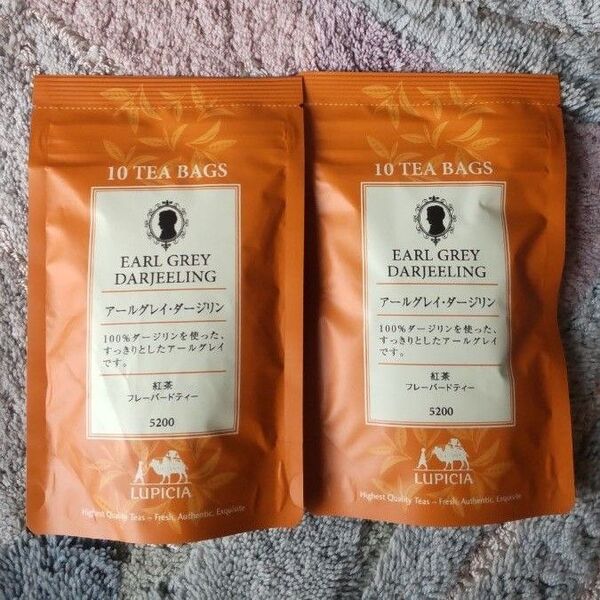 10 TEA BAGS
EARL GREY
DARJEELING
アールグレイ・ダージリン
100%ダージリンを使った、
すっきりとしたアールグレイ
です。
紅茶
フレーバードティー
5200
LUPICIA
Highest Quality Teas – Fresh, Authentic, Exquisite
10 TEA BAGS
EARL GREY
DARJEELING
アールグレイ・ダージリン
100%ダージリンを使った、
すっきりとしたアールグレイ
です。
紅茶
フレーバードティー
5200
LUPICIA
Highest Quality Teas – Fresh, Authentic, Exquisite